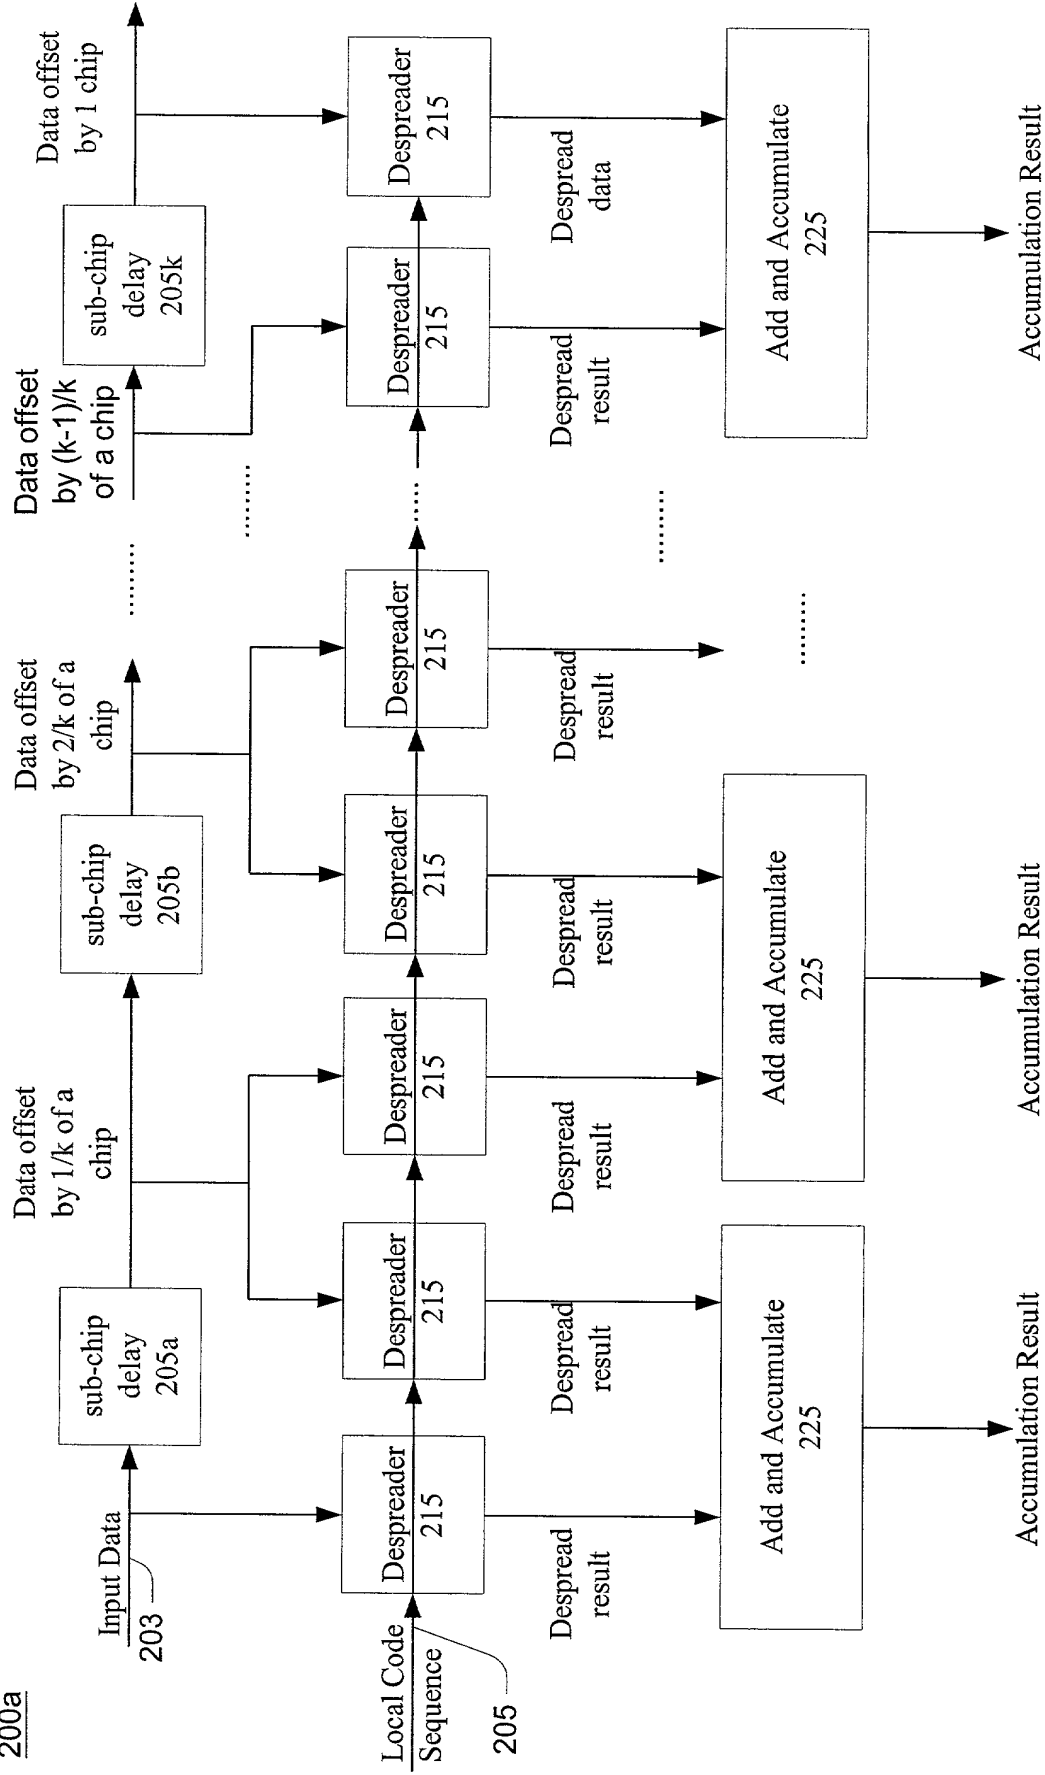 200a
Input Data
203
sub-chip
delay
205a
Data offset
by 1/k of a
chip
sub-chip
delay
205b
Data offset
by 2/k of a
chip
.........
Data offset
by (k-1)/k
of a chip
sub-chip
delay
205k
Data offset
by 1 chip
.........
Local Code
Sequence
205
Despreader
215
Despreader
215
Despreader
215
Despreader
215
Despreader
215
.....
Despreader
215
Despreader
215
Despread
result
Despread
result
Despread
result
Despread
result
Despread
result
.........
Despread
result
Despread
data
Add and Accumulate
225
Add and Accumulate
225
.........
Add and Accumulate
225
Accumulation Result
Accumulation Result
Accumulation Result